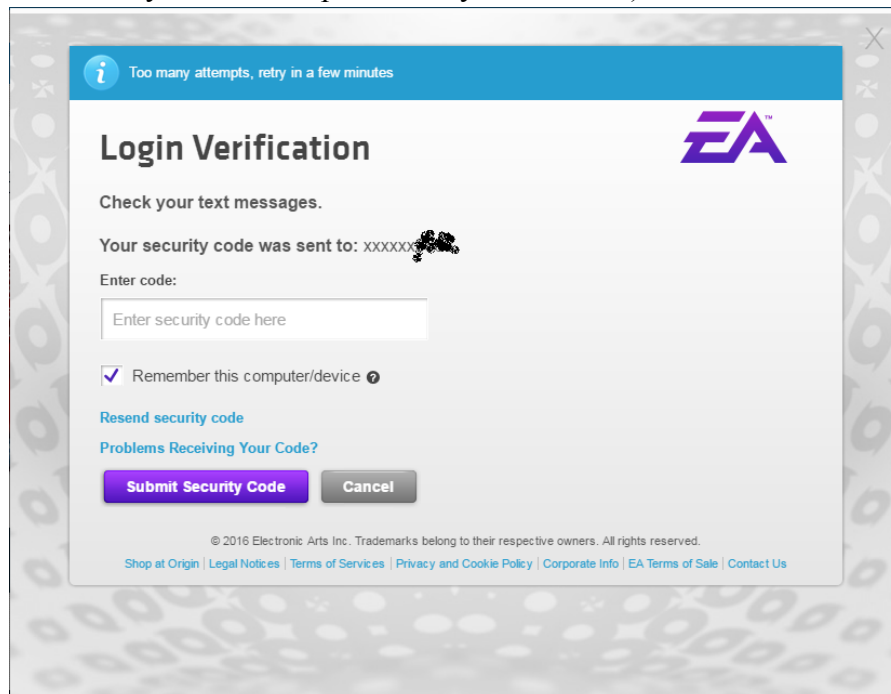 Too many attempts, retry in a few minutes
X
EA™
Login Verification
Check your text messages.
Your security code was sent to: xxxxxx
Enter code:
Enter security code here
Remember this computer/device ?
Resend security code
Problems Receiving Your Code?
Submit Security Code Cancel
© 2016 Electronic Arts Inc. Trademarks belong to their respective owners. All rights reserved.
Shop at Origin | Legal Notices | Terms of Services | Privacy and Cookie Policy | Corporate Info | EA Terms of Sale | Contact Us